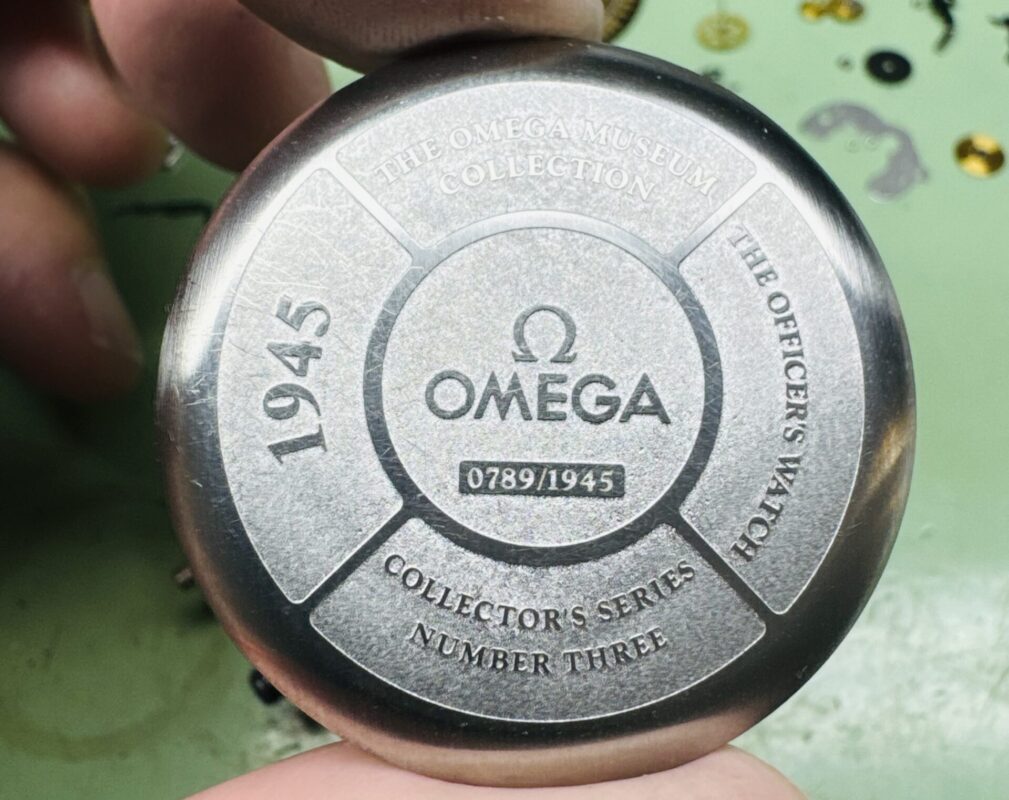 THE OMEGA MUSEUM
COLLECTION
1945
THE OFFICER'S WATCH
Ω
OMEGA
0789/1945
COLLECTOR'S SERIES
NUMBER THREE